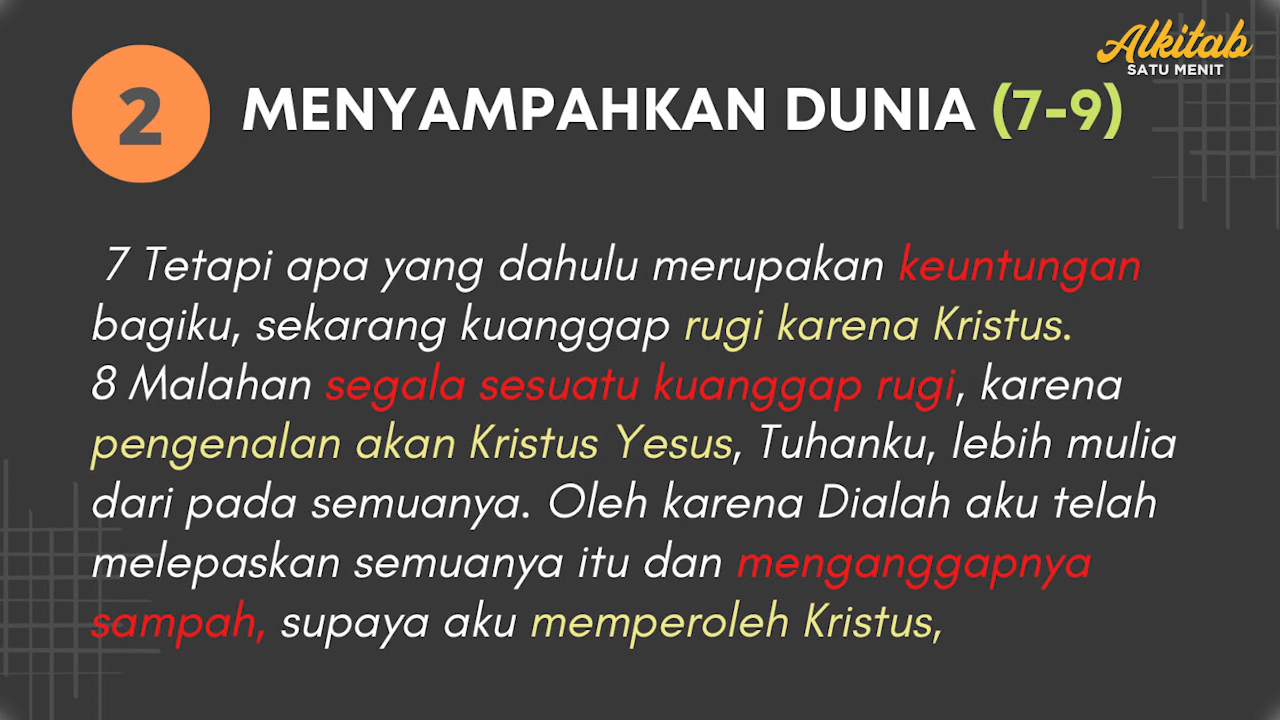 Alkitab
SATU MENIT
2
MENYAMPAHKAN DUNIA (7-9)
7 Tetapi apa yang dahulu merupakan keuntungan
bagiku, sekarang kuanggap rugi karena Kristus.
8 Malahan segala sesuatu kuanggap rugi, karena
pengenalan akan Kristus Yesus, Tuhanku, lebih mulia
dari pada semuanya. Oleh karena Dialah aku telah
melepaskan semuanya itu dan menganggapnya
sampah, supaya aku memperoleh Kristus,